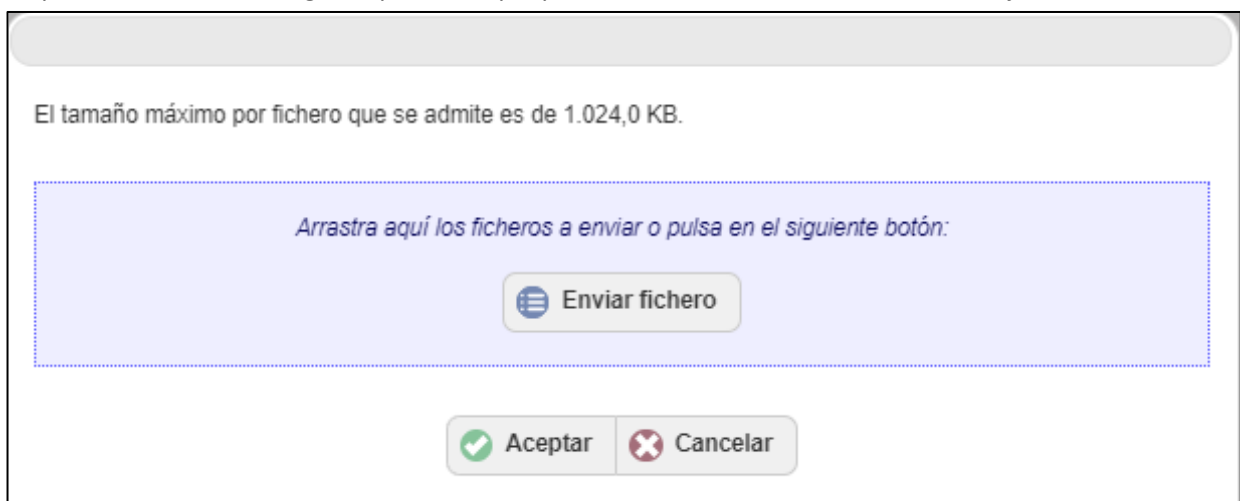 El tamaño máximo por fichero que se admite es de 1.024,0 KB.
Arrastra aquí los ficheros a enviar o pulsa en el siguiente botón:
Enviar fichero
Aceptar
Cancelar